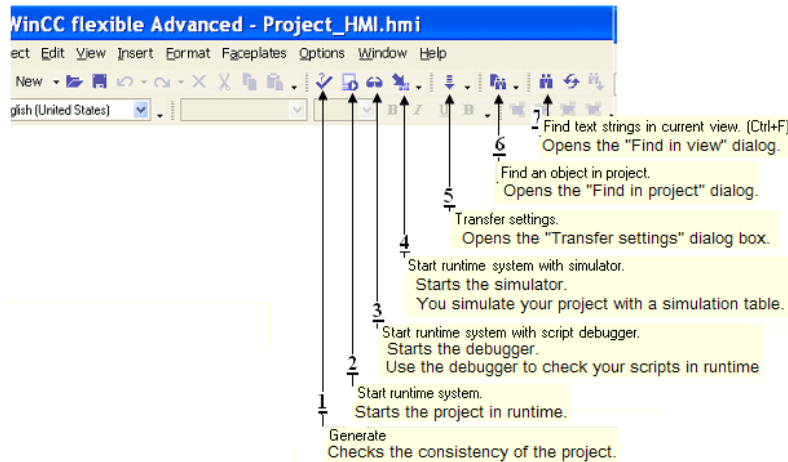 WinCC flexible Advanced - Project_HMI.hmi
ect Edit View Insert Format Faceplates Options Window Help
New
glish (United States)
B I U B
7
Find text strings in current view. (Ctrl+F)
Opens the "Find in view" dialog.
6
Find an object in project.
Opens the "Find in project" dialog.
5
Transfer settings.
Opens the "Transfer settings" dialog box.
4
Start runtime system with simulator.
Starts the simulator.
You simulate your project with a simulation table.
3
Start runtime system with script debugger.
Starts the debugger.
Use the debugger to check your scripts in runtime
2
Start runtime system.
Starts the project in runtime.
1
Generate
Checks the consistency of the project.